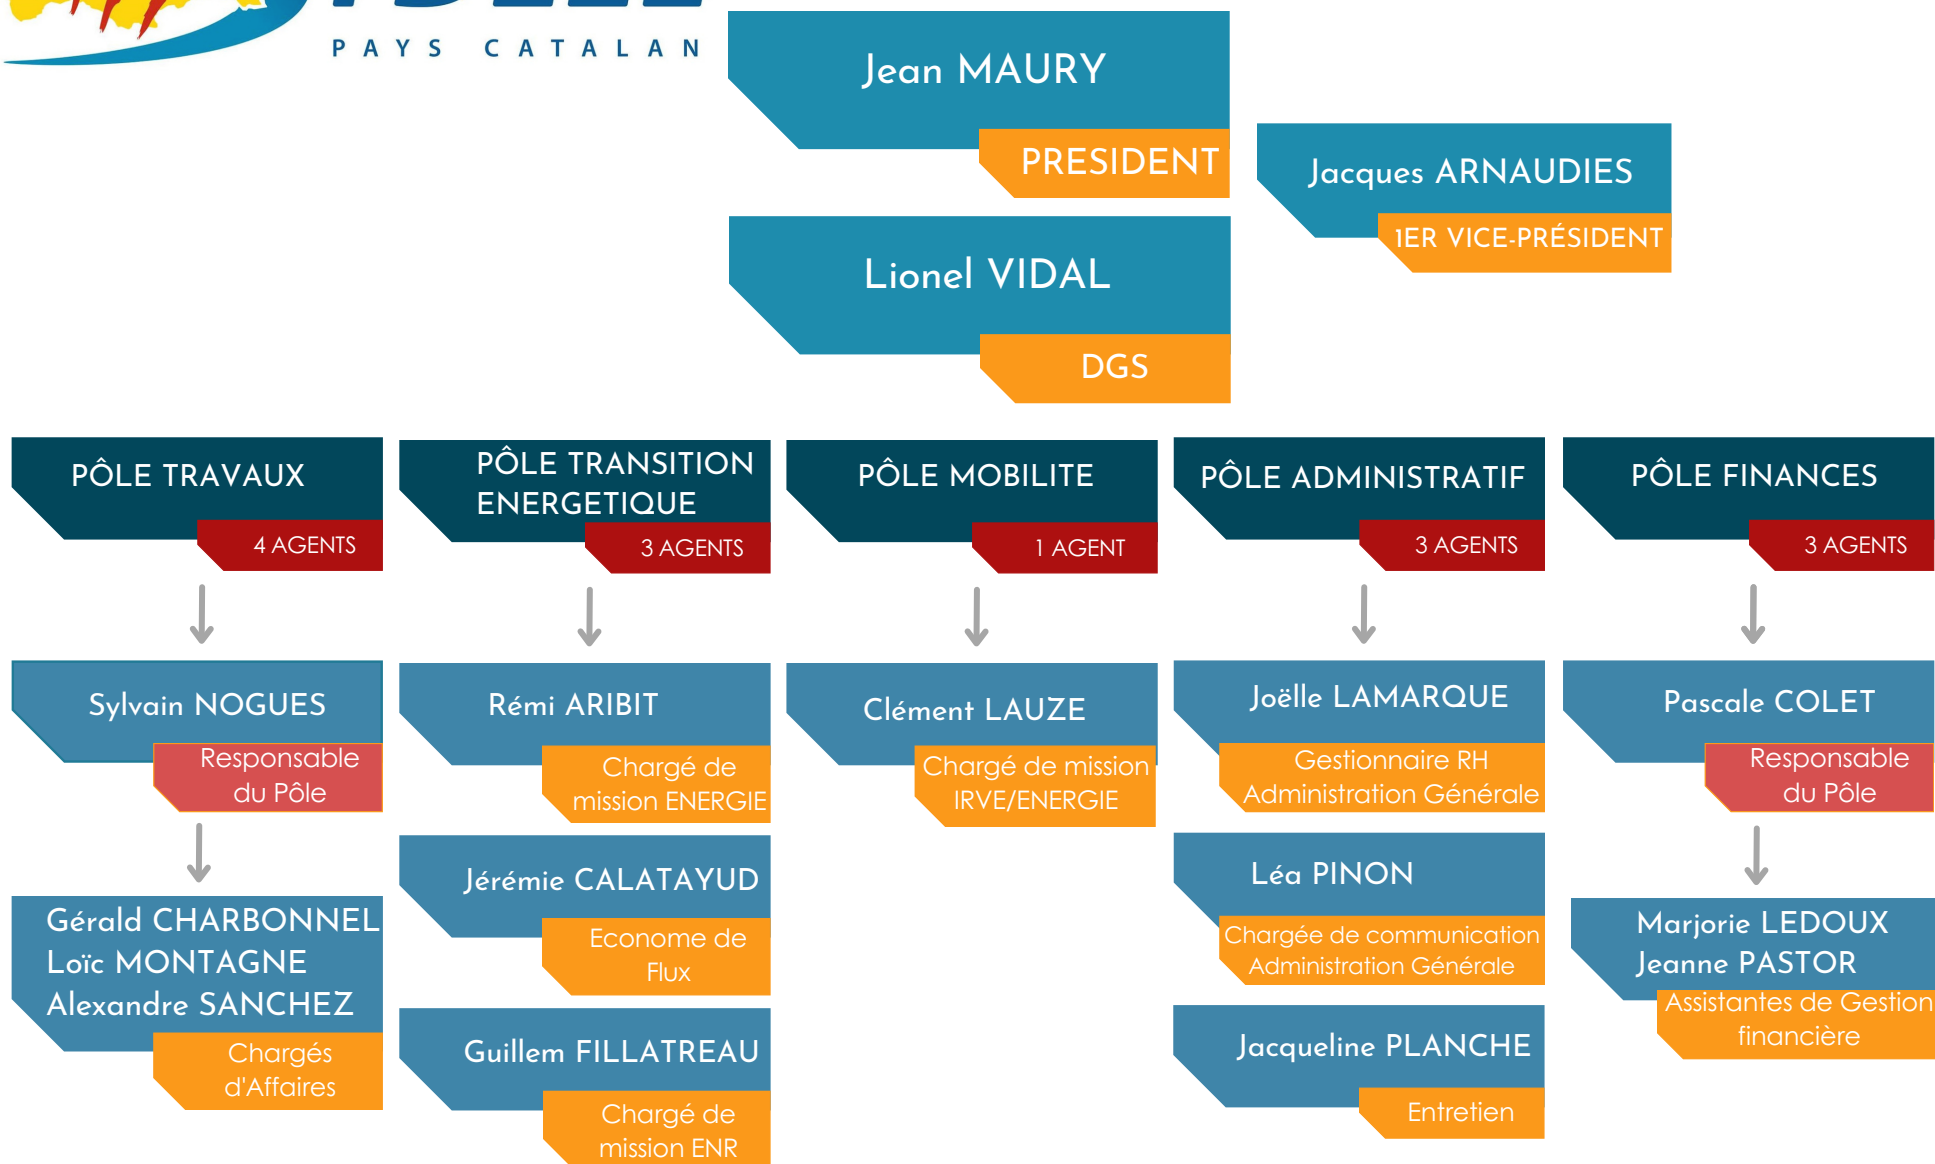 PAYS CATALAN
Jean MAURY
PRESIDENT
Jacques ARNAUDIES
1ER VICE-PRÉSIDENT
Lionel VIDAL
DGS
PÔLE TRAVAUX
4 AGENTS
PÔLE TRANSITION
ENERGETIQUE
3 AGENTS
PÔLE MOBILITE
1 AGENT
PÔLE ADMINISTRATIF
3 AGENTS
PÔLE FINANCES
3 AGENTS
Sylvain NOGUES
Responsable
du Pôle
Gérald CHARBONNEL
Loïc MONTAGNE
Alexandre SANCHEZ
Chargés
d'Affaires
Rémi ARIBIT
Chargé de
mission ENERGIE
Jérémie CALATAYUD
Econome de
Flux
Guillem FILLATREAU
Chargé de
mission ENR
Clément LAUZE
Chargé de mission
IRVE/ENERGIE
Joëlle LAMARQUE
Gestionnaire RH
Administration Générale
Léa PINON
Chargée de communication
Administration Générale
Jacqueline PLANCHE
Entretien
Pascale COLET
Responsable
du Pôle
Marjorie LEDOUX
Jeanne PASTOR
Assistantes de Gestion
financière